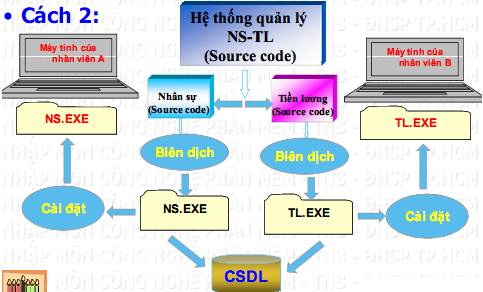 • Cách 2:
Hệ thống quản lý
NS-TL
(Source code)
Máy tính của
nhân viên A
Máy tính của
nhân viên B
Nhân sự
(Source code)
Tiền lương
(Source code)
NS.EXE
TL.EXE
Biên dịch
Biên dịch
Cài đặt
NS.EXE
TL.EXE
Cài đặt
CSDL